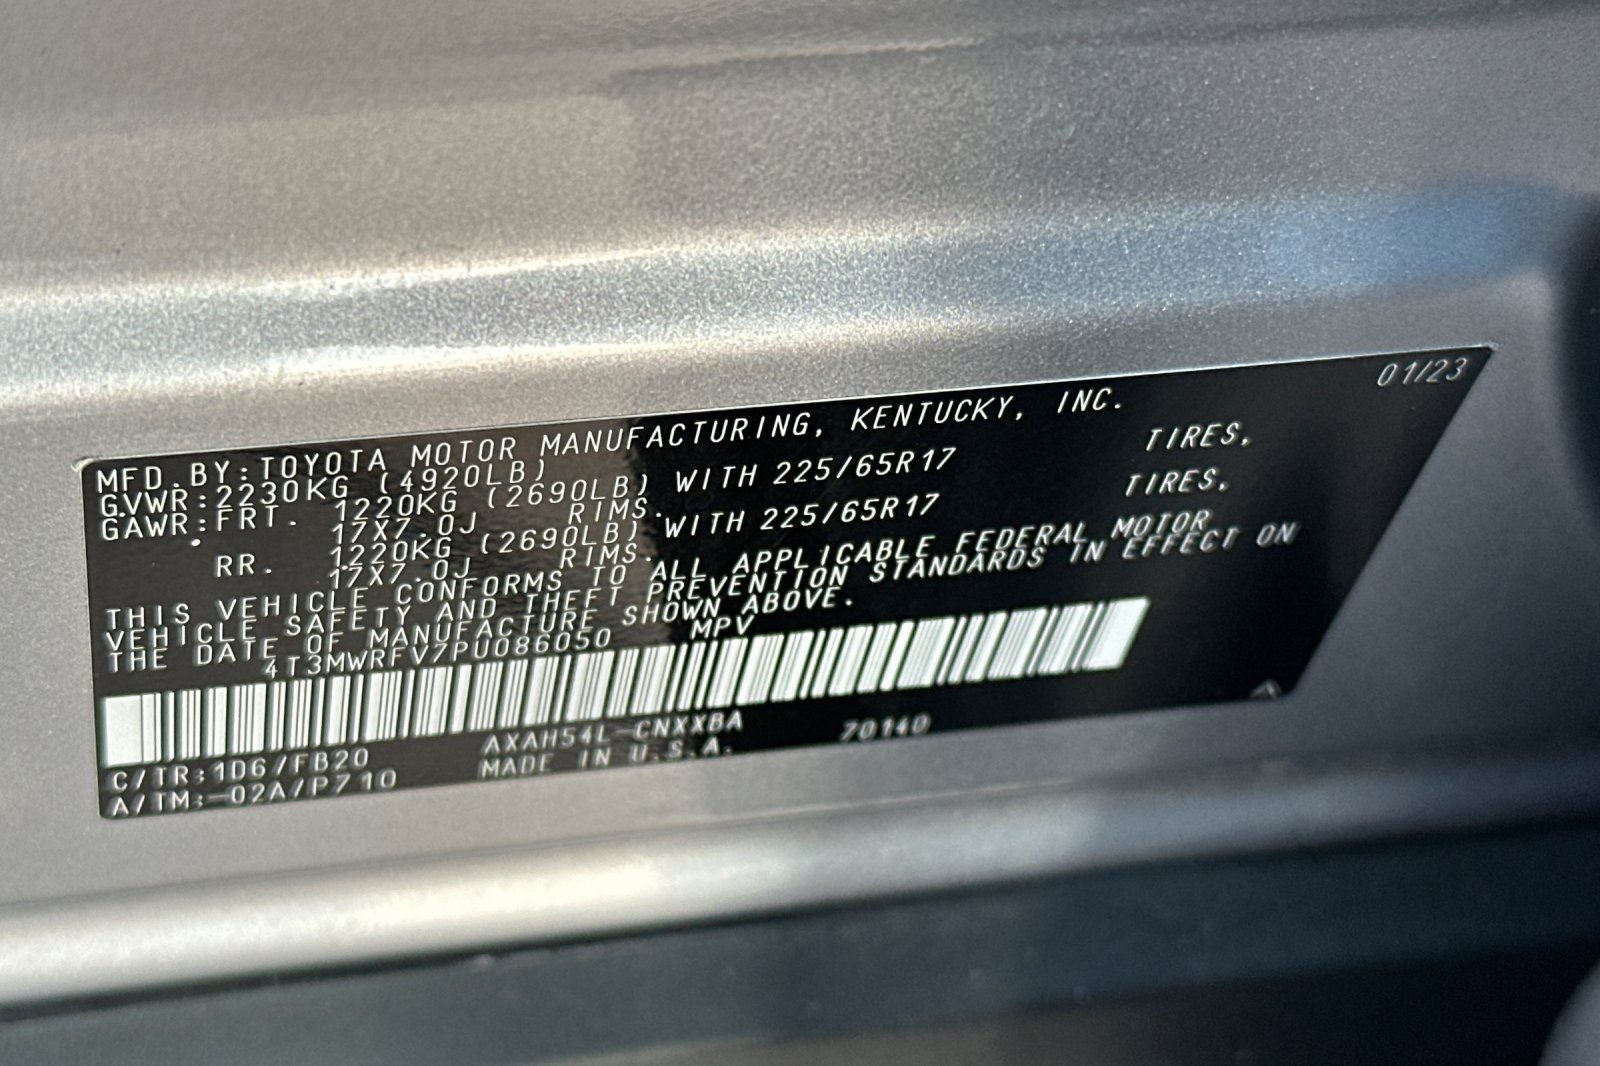 01/23
MFD. BY: TOYOTA MOTOR MANUFACTURING, KENTUCKY, INC.
GVWR: 2230KG (4920LB)
GAWR: FRT. 1220KG (2690LB) WITH 225/65R17 TIRES,
17X7.0J RIMS.
RR. 1220KG (2690LB) WITH 225/65R17 TIRES,
17X7.0J RIMS.
THIS VEHICLE CONFORMS TO ALL APPLICABLE FEDERAL MOTOR
VEHICLE SAFETY AND THEFT PREVENTION STANDARDS IN EFFECT ON
THE DATE OF MANUFACTURE SHOWN ABOVE.
4T3MWRFV7PU086050 MPV
C/TR: 1D6/FB20 AXAH54L-CNXXBA 70140
A/TM: -02A/P710 MADE IN U.S.A.